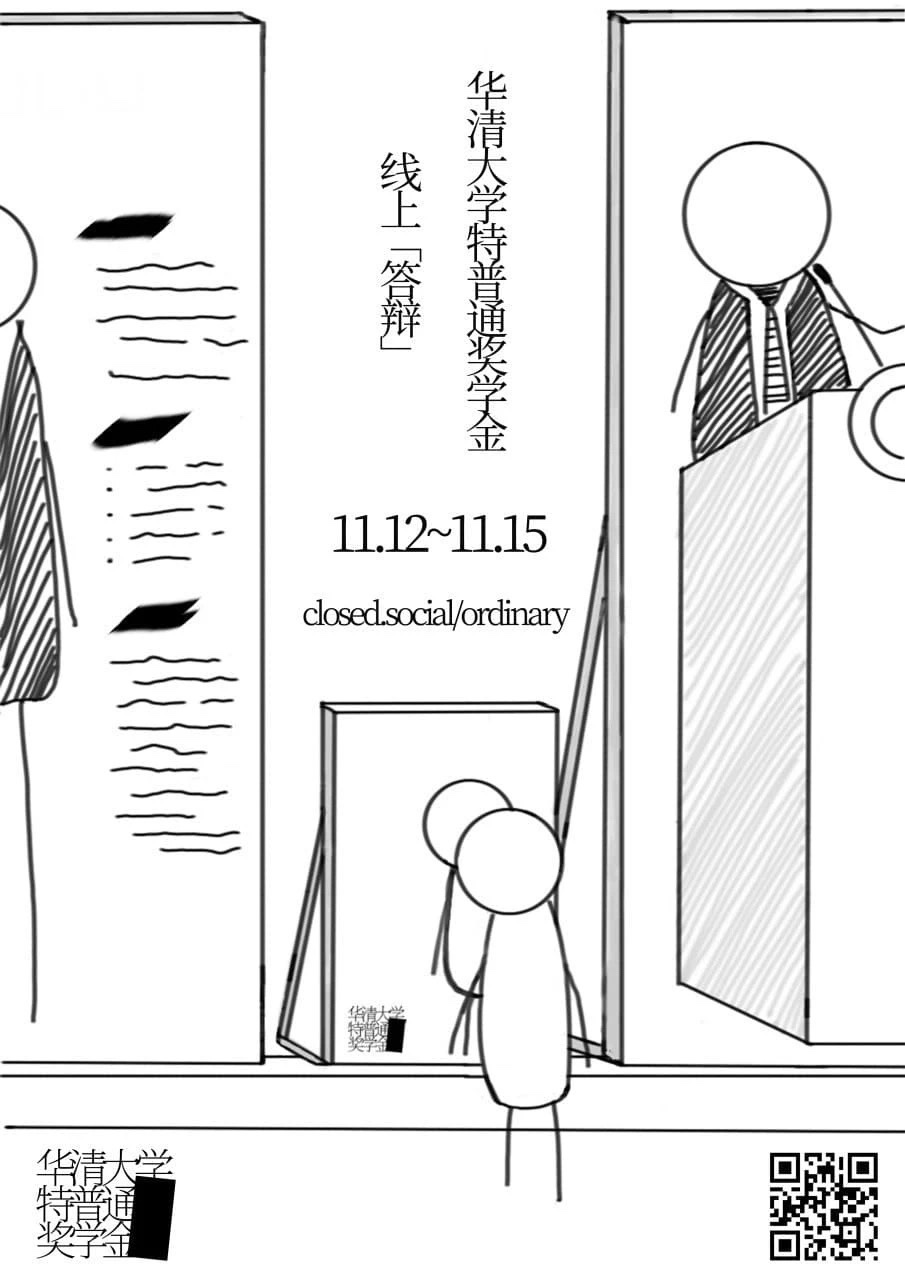 华清大学特普通奖学金
线上「答辩」
11.12~11.15
closed.social/ordinary
华清大学
特普通
奖学金
华清大学
特普通
奖学金